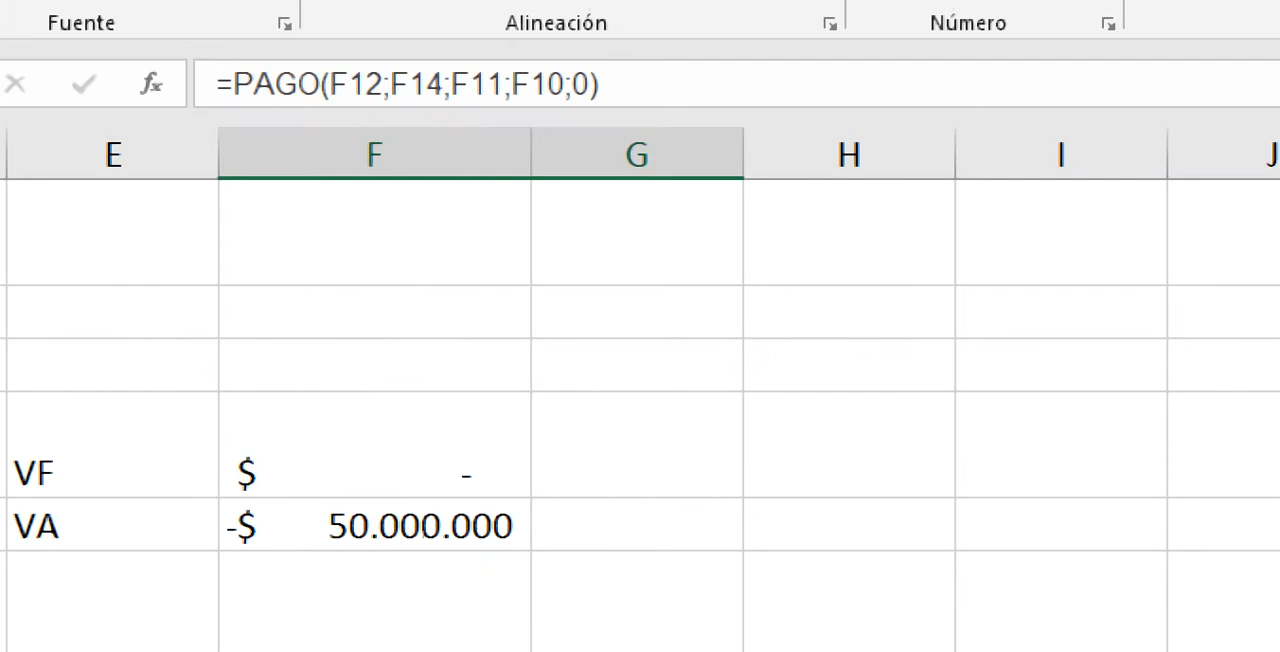 Fuente Alineación Número
fx =PAGO(F12;F14;F11;F10;0)
E F G H I J
VF $ -
VA -$ 50.000.000